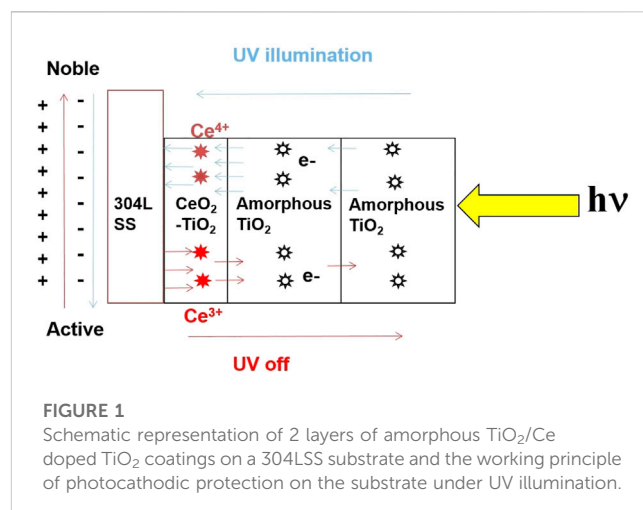 UV illumination
Noble
+ -
+ -
+ -
+ -
+ -
+ -
+ -
+ -
+ -
Ce⁴⁺
e-
304L
SS
CeO₂
-TiO₂
Amorphous
TiO₂
Amorphous
TiO₂
hν
e-
Ce³⁺
Active
UV off
FIGURE 1
Schematic representation of 2 layers of amorphous TiO₂/Ce
doped TiO₂ coatings on a 304LSS substrate and the working principle
of photocathodic protection on the substrate under UV illumination.